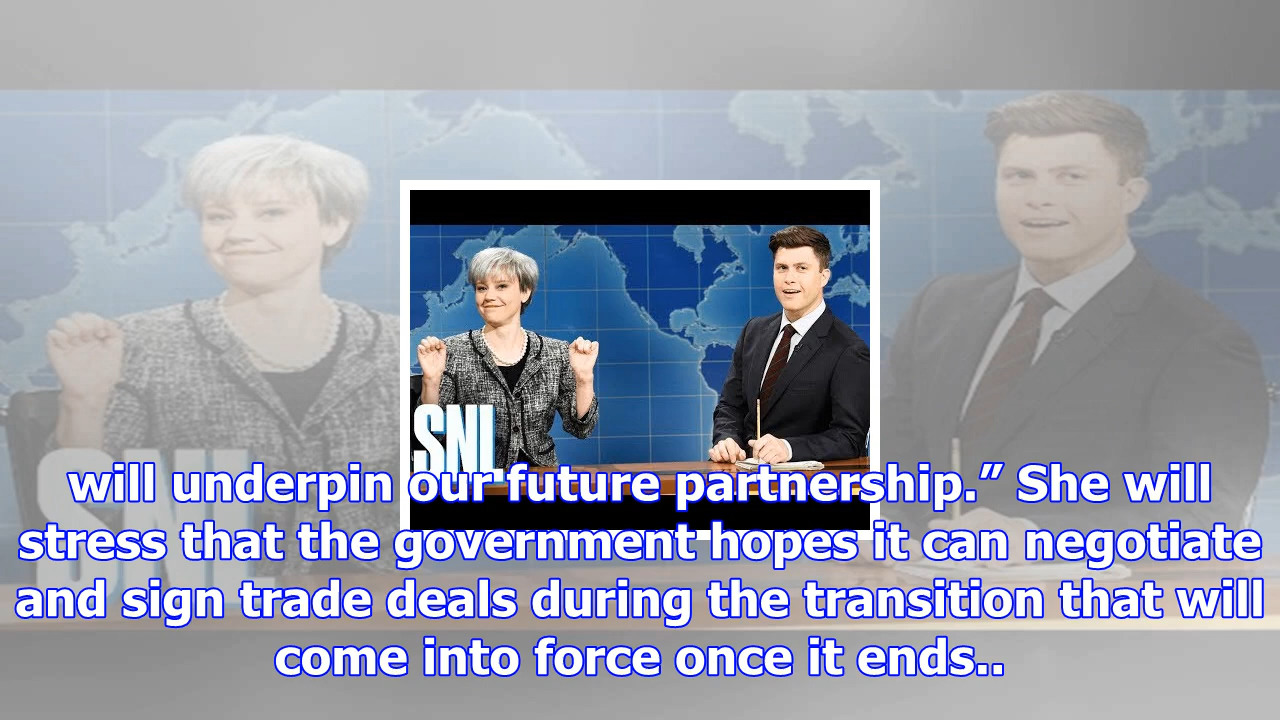 SNL
will underpin our future partnership.” She will
stress that the government hopes it can negotiate
and sign trade deals during the transition that will
come into force once it ends..